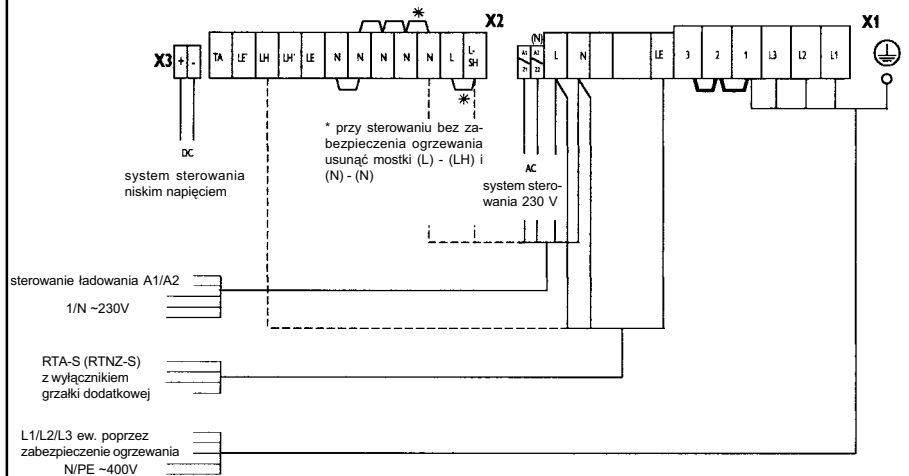 X2
X1
X3
+ -
TA LE' LH LH' LE N N N N N L L-SH
*
(N)
A1 A2
Z1 Z2
L N LE 3 2 1 L3 L2 L1
*
DC
system sterowania
niskim napięciem
* przy sterowaniu bez za-
bezpieczenia ogrzewania
usunąć mostki (L) - (LH) i
(N) - (N)
AC
system stero-
wania 230 V
sterowanie ładowania A1/A2
1/N ~230V
RTA-S (RTNZ-S)
z wyłącznikiem
grzałki dodatkowej
L1/L2/L3 ew. poprzez
zabezpieczenie ogrzewania
N/PE ~400V